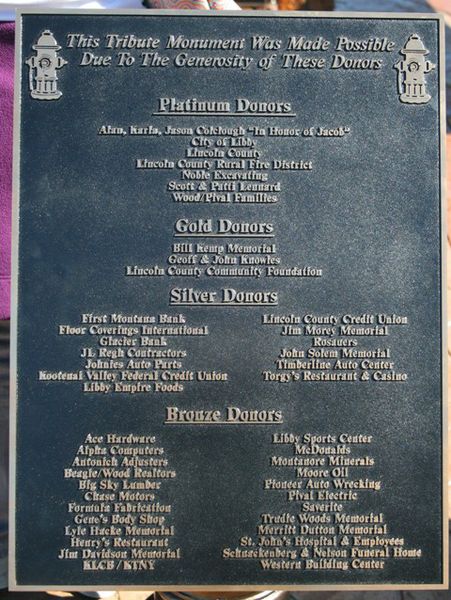 This Tribute Monument Was Made Possible
Due To The Generosity of These Donors
Platinum Donors
Alan, Karla, Jason Colclough "In Honor of Jacob"
City of Libby
Lincoln County
Lincoln County Rural Fire District
Noble Excavating
Scott & Patti Lennard
Wood/Pival Families
Gold Donors
Bill Kemp Memorial
Geoff & John Knowles
Lincoln County Community Foundation
Silver Donors
First Montana Bank
Floor Coverings International
Glacier Bank
JL Regh Contractors
Johnies Auto Parts
Kootenai Valley Federal Credit Union
Libby Empire Foods
Lincoln County Credit Union
Jim Morey Memorial
Rosauers
John Solem Memorial
Timberline Auto Center
Torgy's Restaurant & Casino
Bronze Donors
Ace Hardware
Alpha Computers
Antonich Adjusters
Beagle/Wood Realtors
Big Sky Lumber
Chase Motors
Formula Fabrication
Gene's Body Shop
Lyle Hacke Memorial
Henry's Restaurant
Jim Davidson Memorial
KLCB / KTNY
Libby Sports Center
McDonalds
Montanore Minerals
Moore Oil
Pioneer Auto Wrecking
Pival Electric
Saverite
Trudie Woods Memorial
Merritt Dutton Memorial
St. John's Hospital & Employees
Schnackenberg & Nelson Funeral Home
Western Building Center